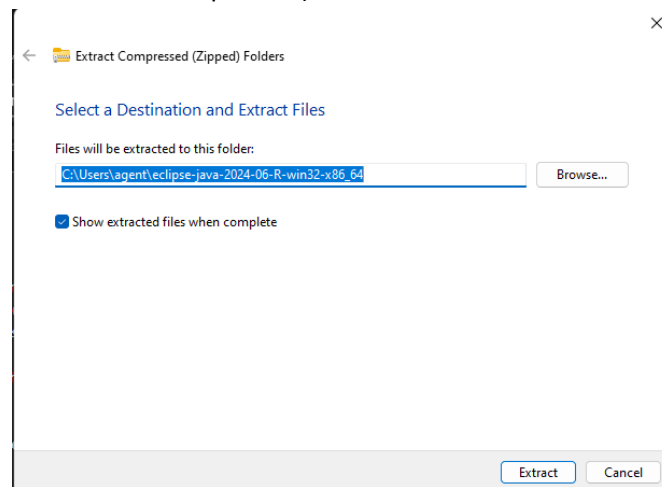 Extract Compressed (Zipped) Folders
Select a Destination and Extract Files
Files will be extracted to this folder:
C:\Users\agent\eclipse-java-2024-06-R-win32-x86_64
Browse...
Show extracted files when complete
Extract Cancel